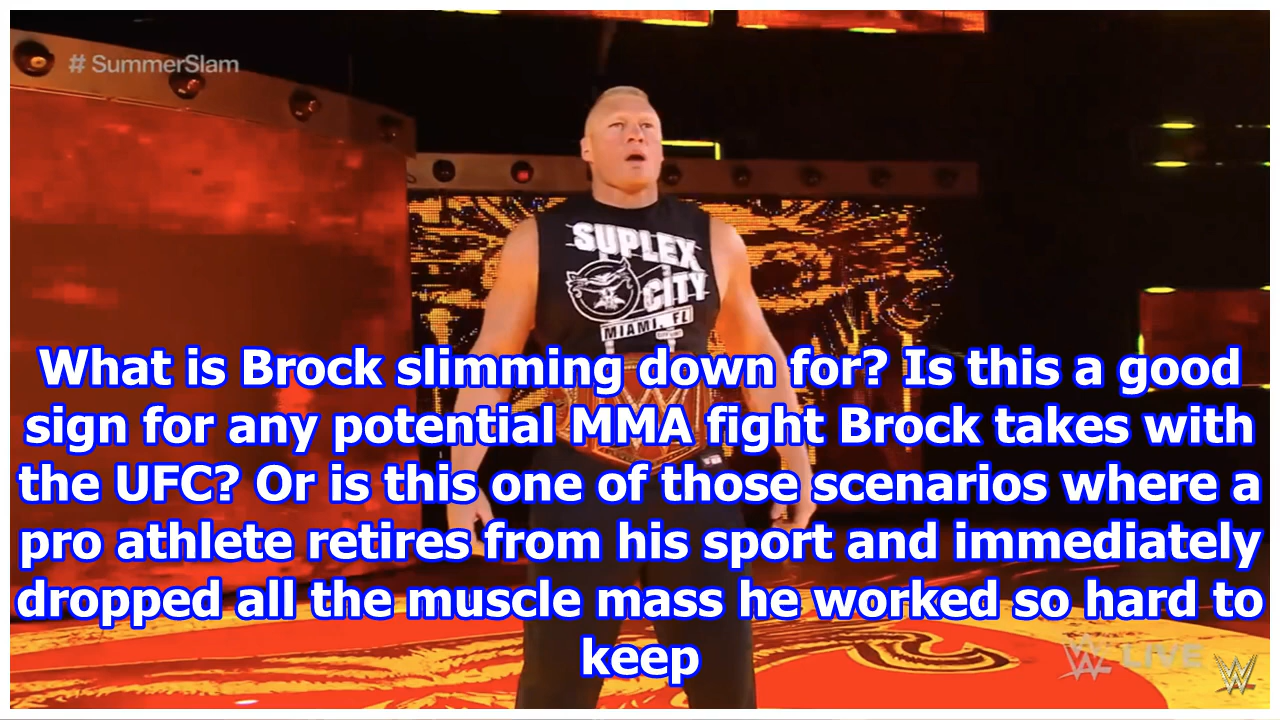 # SummerSlam
SUPLEX
CITY
MIAMI, FL
What is Brock slimming down for? Is this a good
sign for any potential MMA fight Brock takes with
the UFC? Or is this one of those scenarios where a
pro athlete retires from his sport and immediately
dropped all the muscle mass he worked so hard to
keep
LIVE